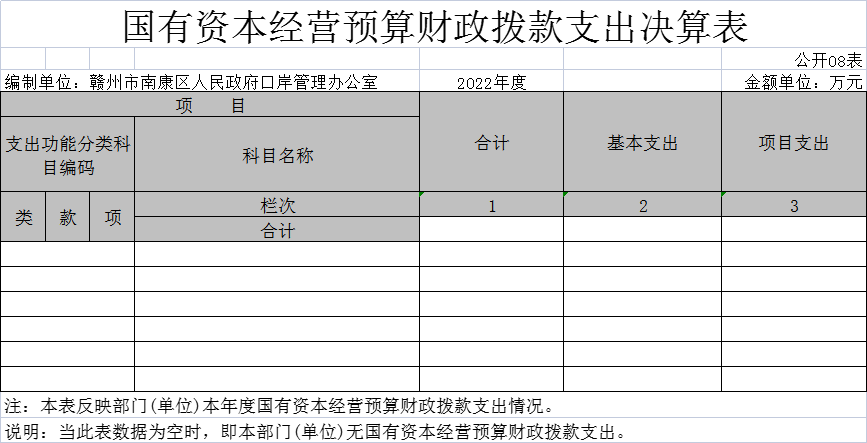 国有资本经营预算财政拨款支出决算表
公开08表
编制单位：赣州市南康区人民政府口岸管理办公室 2022年度 金额单位：万元
项 目 合计 基本支出 项目支出
支出功能分类科目编码 科目名称
类 款 项 栏次 1 2 3
合计
注：本表反映部门(单位)本年度国有资本经营预算财政拨款支出情况。
说明：当此表数据为空时，即本部门(单位)无国有资本经营预算财政拨款支出。